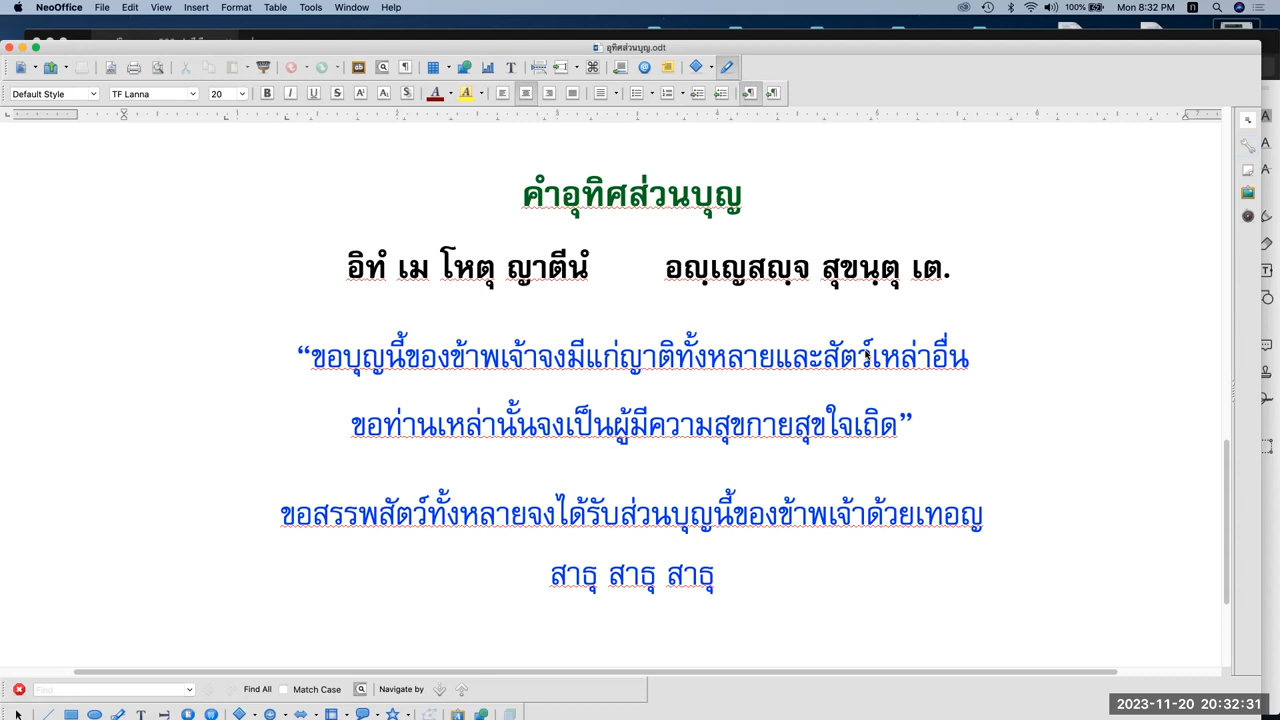 NeoOffice File Edit View Insert Format Table Tools Window Help 100% Mon 8:32 PM
อุทิศส่วนบุญ.odt
Default Style TF Lanna 20
คำอุทิศส่วนบุญ
อิทํ เม โหตุ ญาตีนํ อญฺเญสญฺจ สุขนฺตุ เต.
“ขอบุญนี้ของข้าพเจ้าจงมีแก่ญาติทั้งหลายและสัตว์เหล่าอื่น
ขอท่านเหล่านั้นจงเป็นผู้มีความสุขกายสุขใจเถิด”
ขอสรรพสัตว์ทั้งหลายจงได้รับส่วนบุญนี้ของข้าพเจ้าด้วยเทอญ
สาธุ สาธุ สาธุ
Find Find All Match Case Navigate by
2023-11-20 20:32:31